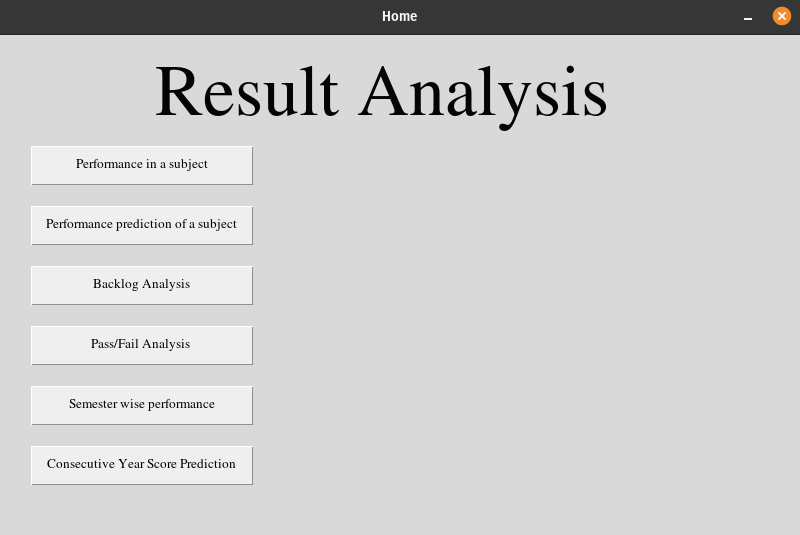 Home
Result Analysis
Performance in a subject
Performance prediction of a subject
Backlog Analysis
Pass/Fail Analysis
Semester wise performance
Consecutive Year Score Prediction